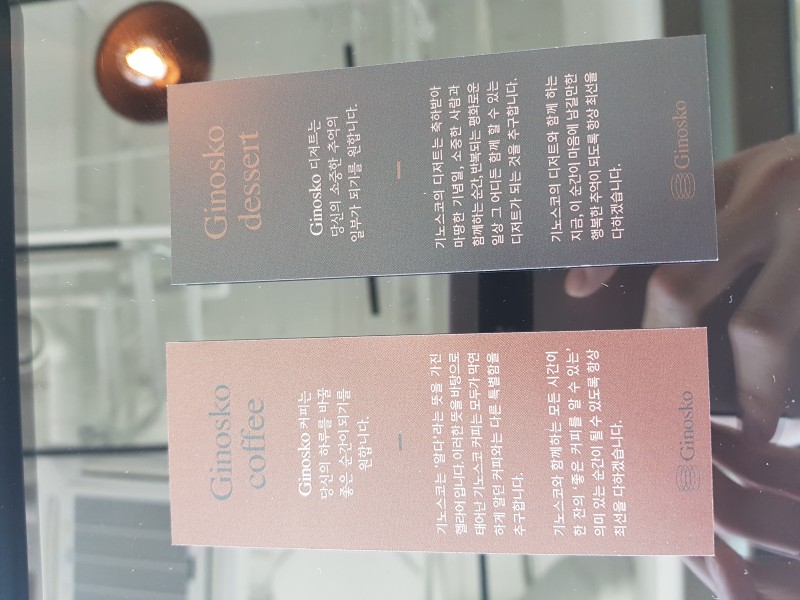 Ginosko
dessert
Ginosko 디저트는
당신의 소중한 추억의
일부가 되기를 원합니다.
기노스코의 디저트는 축하받아
마땅한 기념일, 소중한 사람과
함께하는 순간, 반복되는 평화로운
일상 그 어디든 함께 할 수 있는
디저트가 되는 것을 추구합니다.
기노스코의 디저트와 함께 하는
지금, 이 순간이 마음에 남길만한
행복한 추억이 되도록 항상 최선을
다하겠습니다.
Ginosko
Ginosko
coffee
Ginosko 커피는
당신의 하루를 바꿀
좋은 순간이 되기를
원합니다.
기노스코는 '알다'라는 뜻을 가진
헬라어 입니다. 이러한 뜻을 바탕으로
태어난 기노스코 커피는 모두가 막연
하게 알던 커피와는 다른 특별함을
추구합니다.
기노스코와 함께하는 모든 시간이
한 잔의 '좋은 커피를 알 수 있는'
의미 있는 순간이 될 수 있도록 항상
최선을 다하겠습니다.
Ginosko